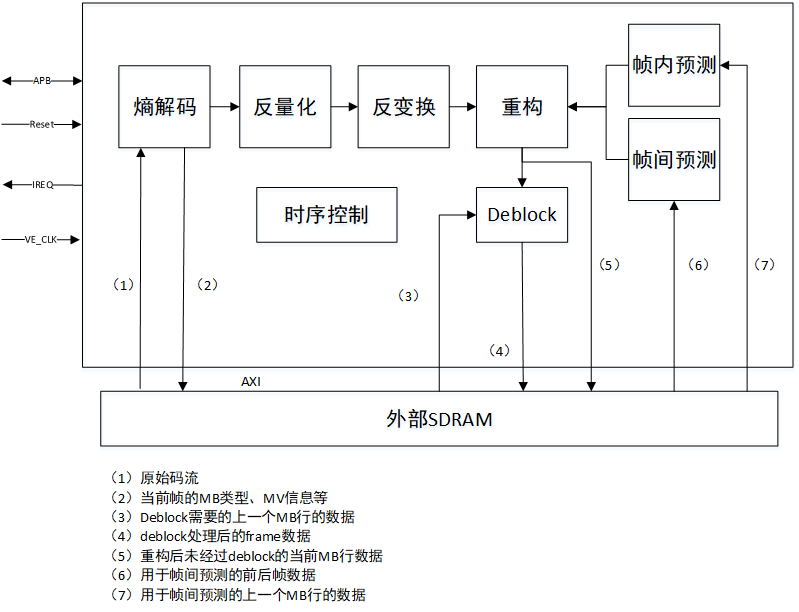 APB
Reset
IREQ
VE_CLK
熵解码
反量化
反变换
重构
帧内预测
帧间预测
时序控制
Deblock
（1）
（2）
（3）
（4）
（5）
（6）
（7）
AXI
外部SDRAM
（1）原始码流
（2）当前帧的MB类型、MV信息等
（3）Deblock需要的上一个MB行的数据
（4）deblock处理后的frame数据
（5）重构后未经过deblock的当前MB行数据
（6）用于帧间预测的前后帧数据
（7）用于帧间预测的上一个MB行的数据